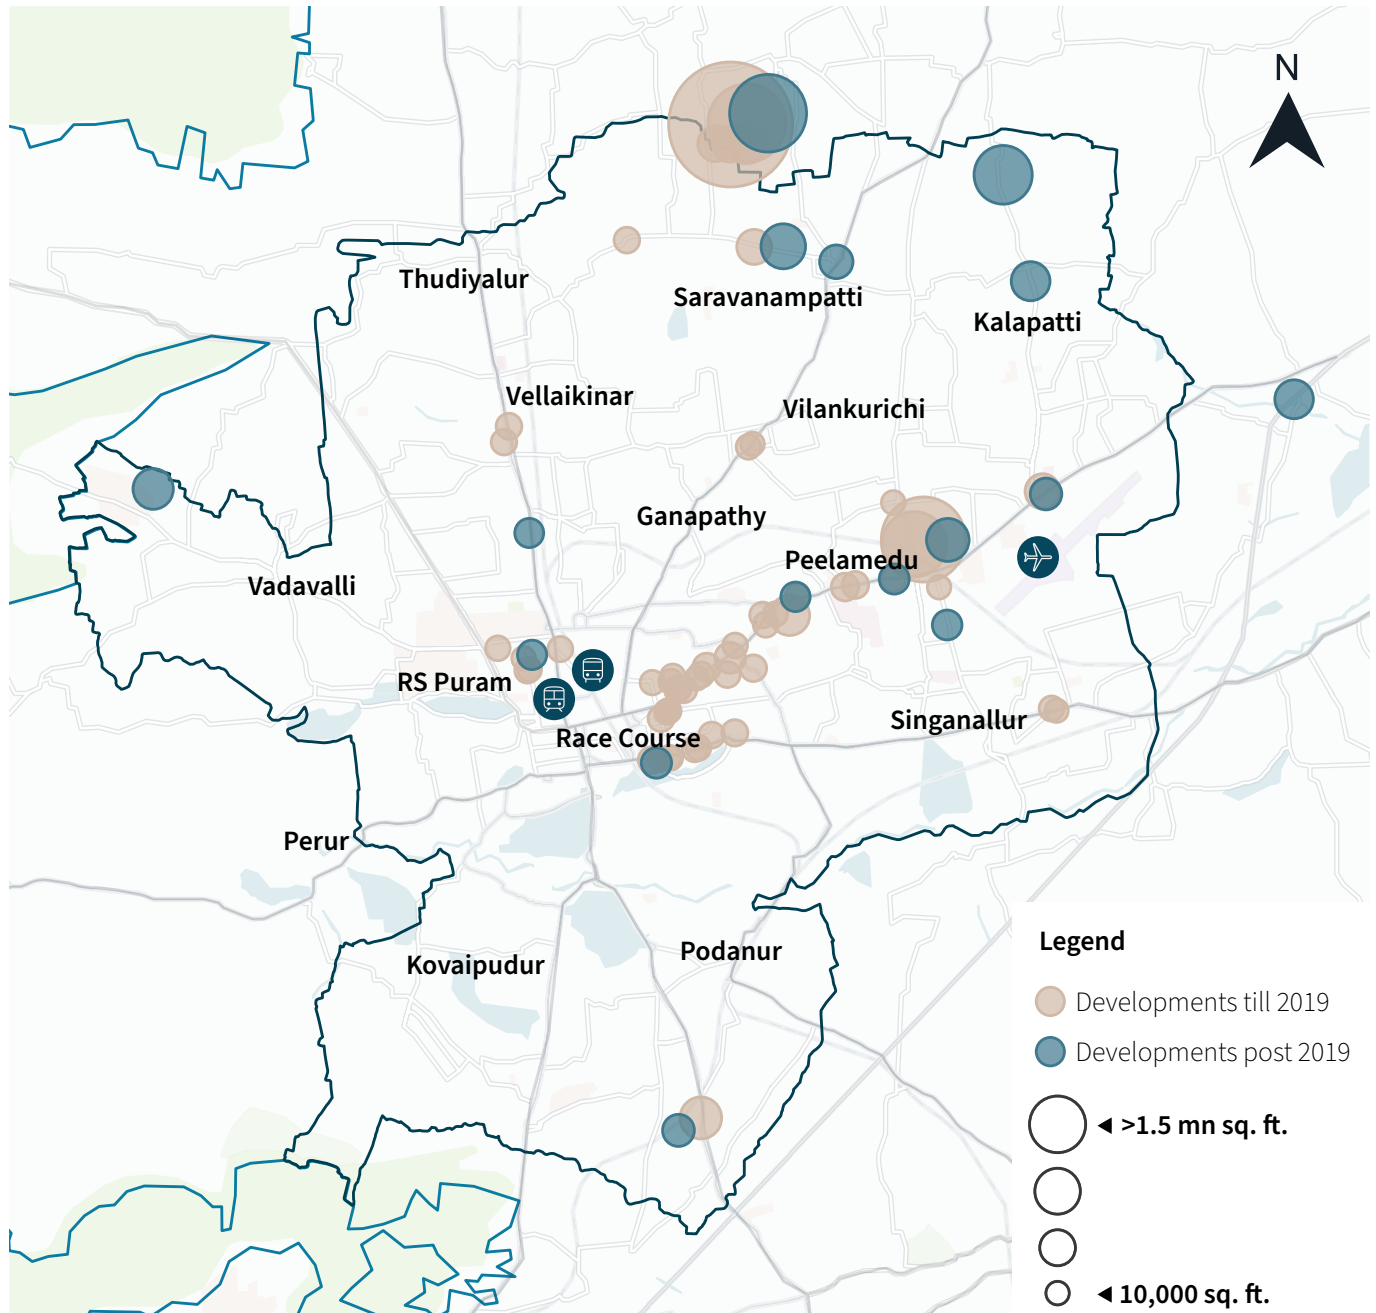 N
Thudiyalur
Saravanampatti
Kalapatti
Vellaikinar
Vilankurichi
Ganapathy
Peelamedu
Vadavalli
RS Puram
Singanallur
Race Course
Perur
Podanur
Kovaipudur
Legend
Developments till 2019
Developments post 2019
◄ >1.5 mn sq. ft.
◄ 10,000 sq. ft.